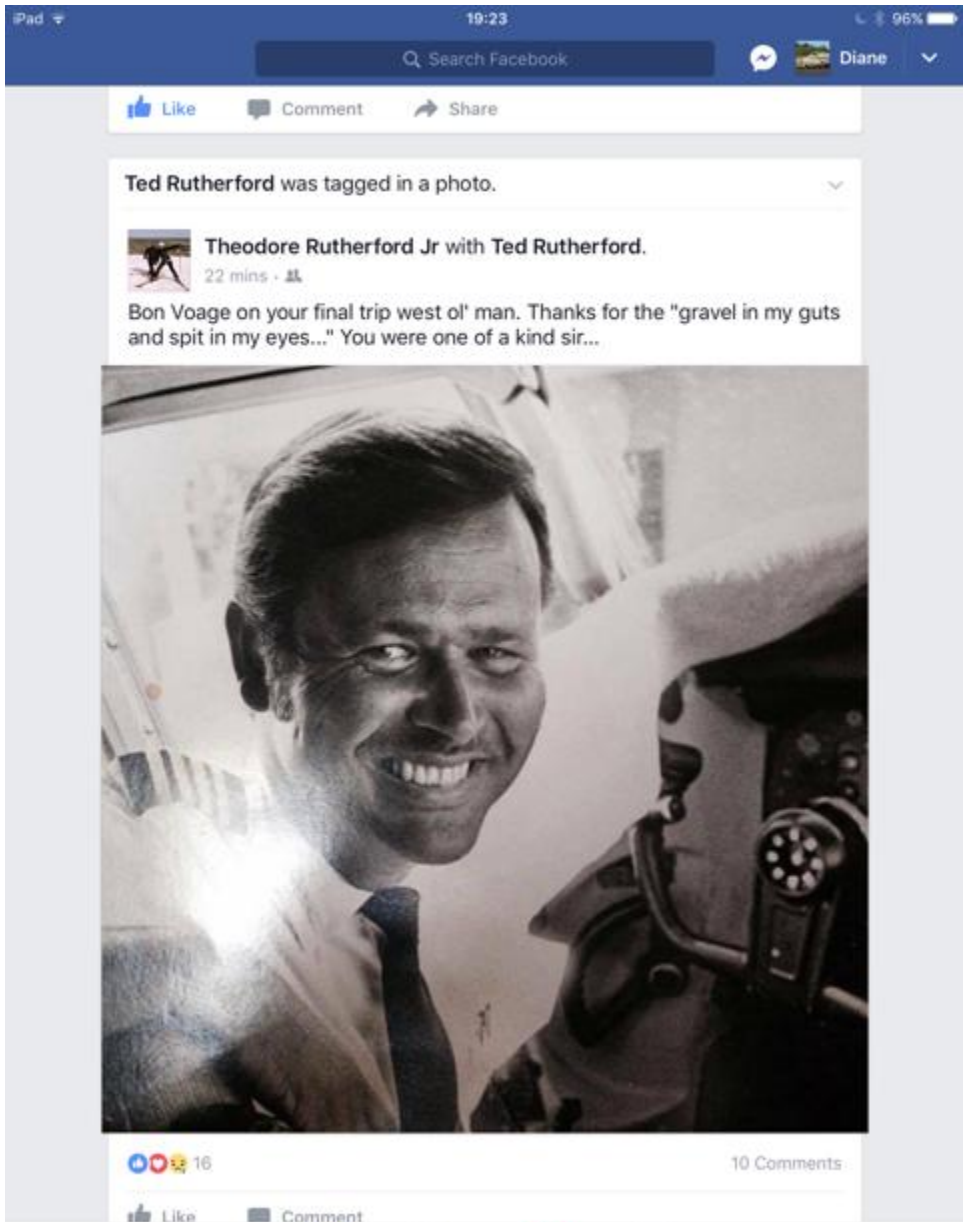 iPad 19:23 96%
Search Facebook Diane
Like Comment Share
Ted Rutherford was tagged in a photo.
Theodore Rutherford Jr with Ted Rutherford.
22 mins ·
Bon Voage on your final trip west ol' man. Thanks for the "gravel in my guts
and spit in my eyes..." You were one of a kind sir...
16 10 Comments
Like Comment